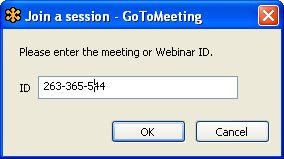 Join a session - GoToMeeting
Please enter the meeting or Webinar ID.
ID 263-365-544
OK Cancel